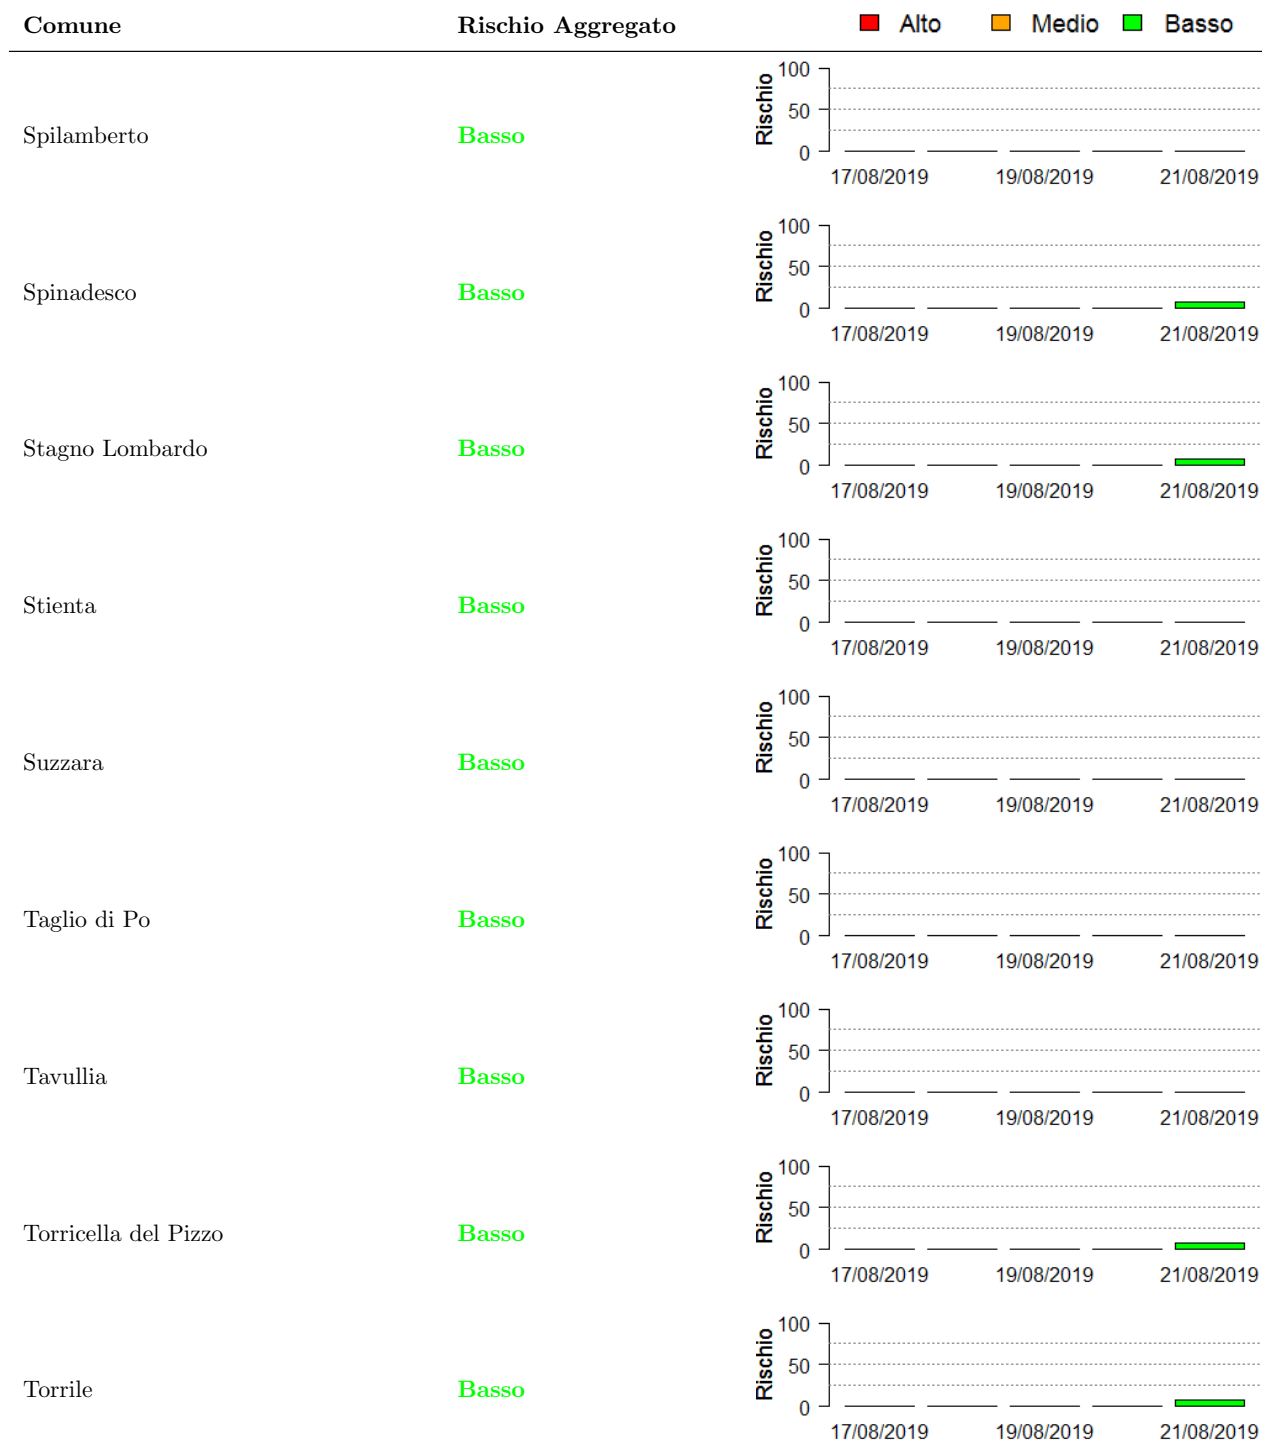 Comune Rischio Aggregato Alto Medio Basso
100
50
0
Rischio
Spilamberto Basso
17/08/2019 19/08/2019 21/08/2019
100
50
0
Rischio
Spinadesco Basso
17/08/2019 19/08/2019 21/08/2019
100
50
0
Rischio
Stagno Lombardo Basso
17/08/2019 19/08/2019 21/08/2019
100
50
0
Rischio
Stienta Basso
17/08/2019 19/08/2019 21/08/2019
100
50
0
Rischio
Suzzara Basso
17/08/2019 19/08/2019 21/08/2019
100
50
0
Rischio
Taglio di Po Basso
17/08/2019 19/08/2019 21/08/2019
100
50
0
Rischio
Tavullia Basso
17/08/2019 19/08/2019 21/08/2019
100
50
0
Rischio
Torricella del Pizzo Basso
17/08/2019 19/08/2019 21/08/2019
100
50
0
Rischio
Torrile Basso
17/08/2019 19/08/2019 21/08/2019